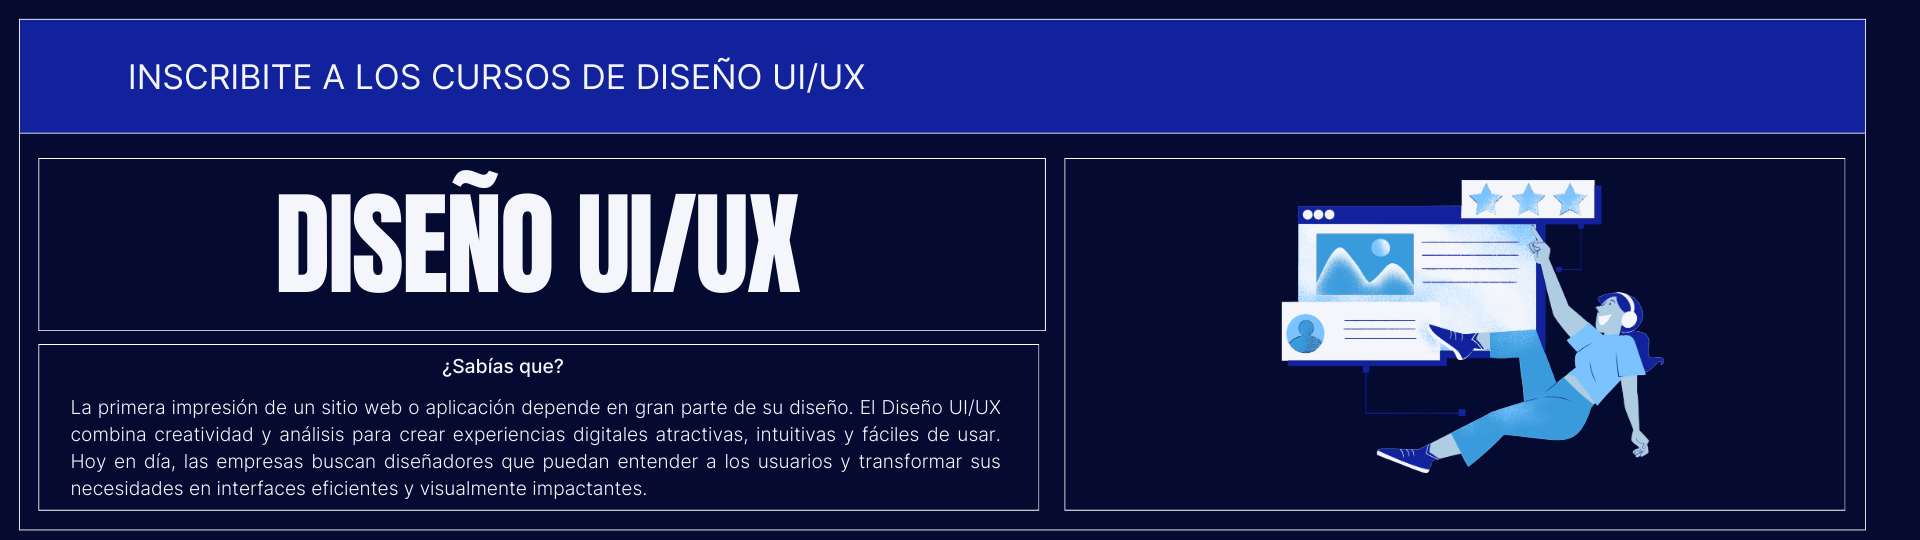 INSCRIBITE A LOS CURSOS DE DISEÑO UI/UX
DISEÑO UI/UX
¿Sabías que?
La primera impresión de un sitio web o aplicación depende en gran parte de su diseño. El Diseño UI/UX
combina creatividad y análisis para crear experiencias digitales atractivas, intuitivas y fáciles de usar.
Hoy en día, las empresas buscan diseñadores que puedan entender a los usuarios y transformar sus
necesidades en interfaces eficientes y visualmente impactantes.